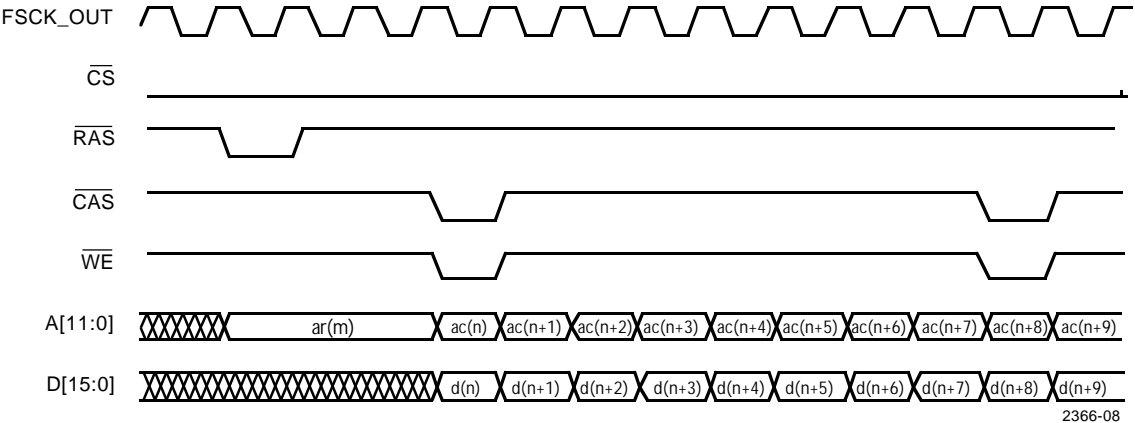 FSCK_OUT
CS
RAS
CAS
WE
A[11:0] ar(m) ac(n) ac(n+1) ac(n+2) ac(n+3) ac(n+4) ac(n+5) ac(n+6) ac(n+7) ac(n+8) ac(n+9)
D[15:0] d(n) d(n+1) d(n+2) d(n+3) d(n+4) d(n+5) d(n+6) d(n+7) d(n+8) d(n+9)
2366-08